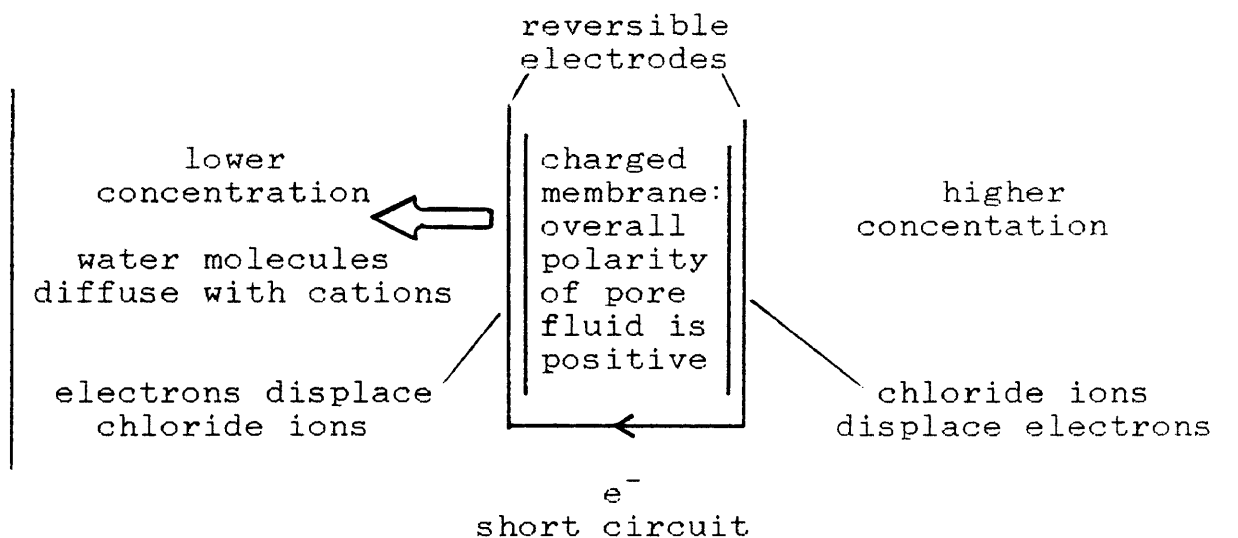 reversible
electrodes
lower
concentration
water molecules
diffuse with cations
electrons displace
chloride ions
charged
membrane:
overall
polarity
of pore
fluid is
positive
higher
concentation
chloride ions
displace electrons
e⁻
short circuit